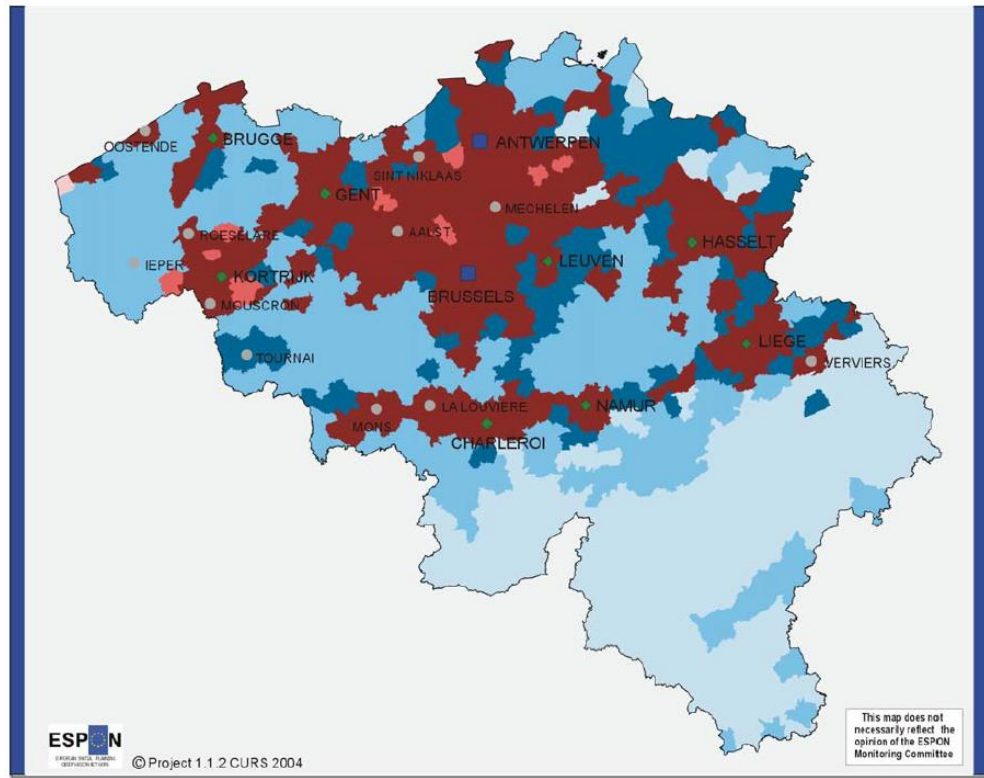 BRUGGE
OOSTENDE
ANTWERPEN
SINT NIKLAAS
GENT
MECHELEN
ROESELARE
AALST
HASSELT
IEPER
KORTRIJK
LEUVEN
BRUSSELS
MOUSCRON
TOURNAI
LIEGE
VERVIERS
LA LOUVIERE
NAMUR
MONS
CHARLEROI
This map does not
necessarily reflect the
opinion of the ESPON
Monitoring Committee
ESPON
© Project 1.1.2 CURS 2004